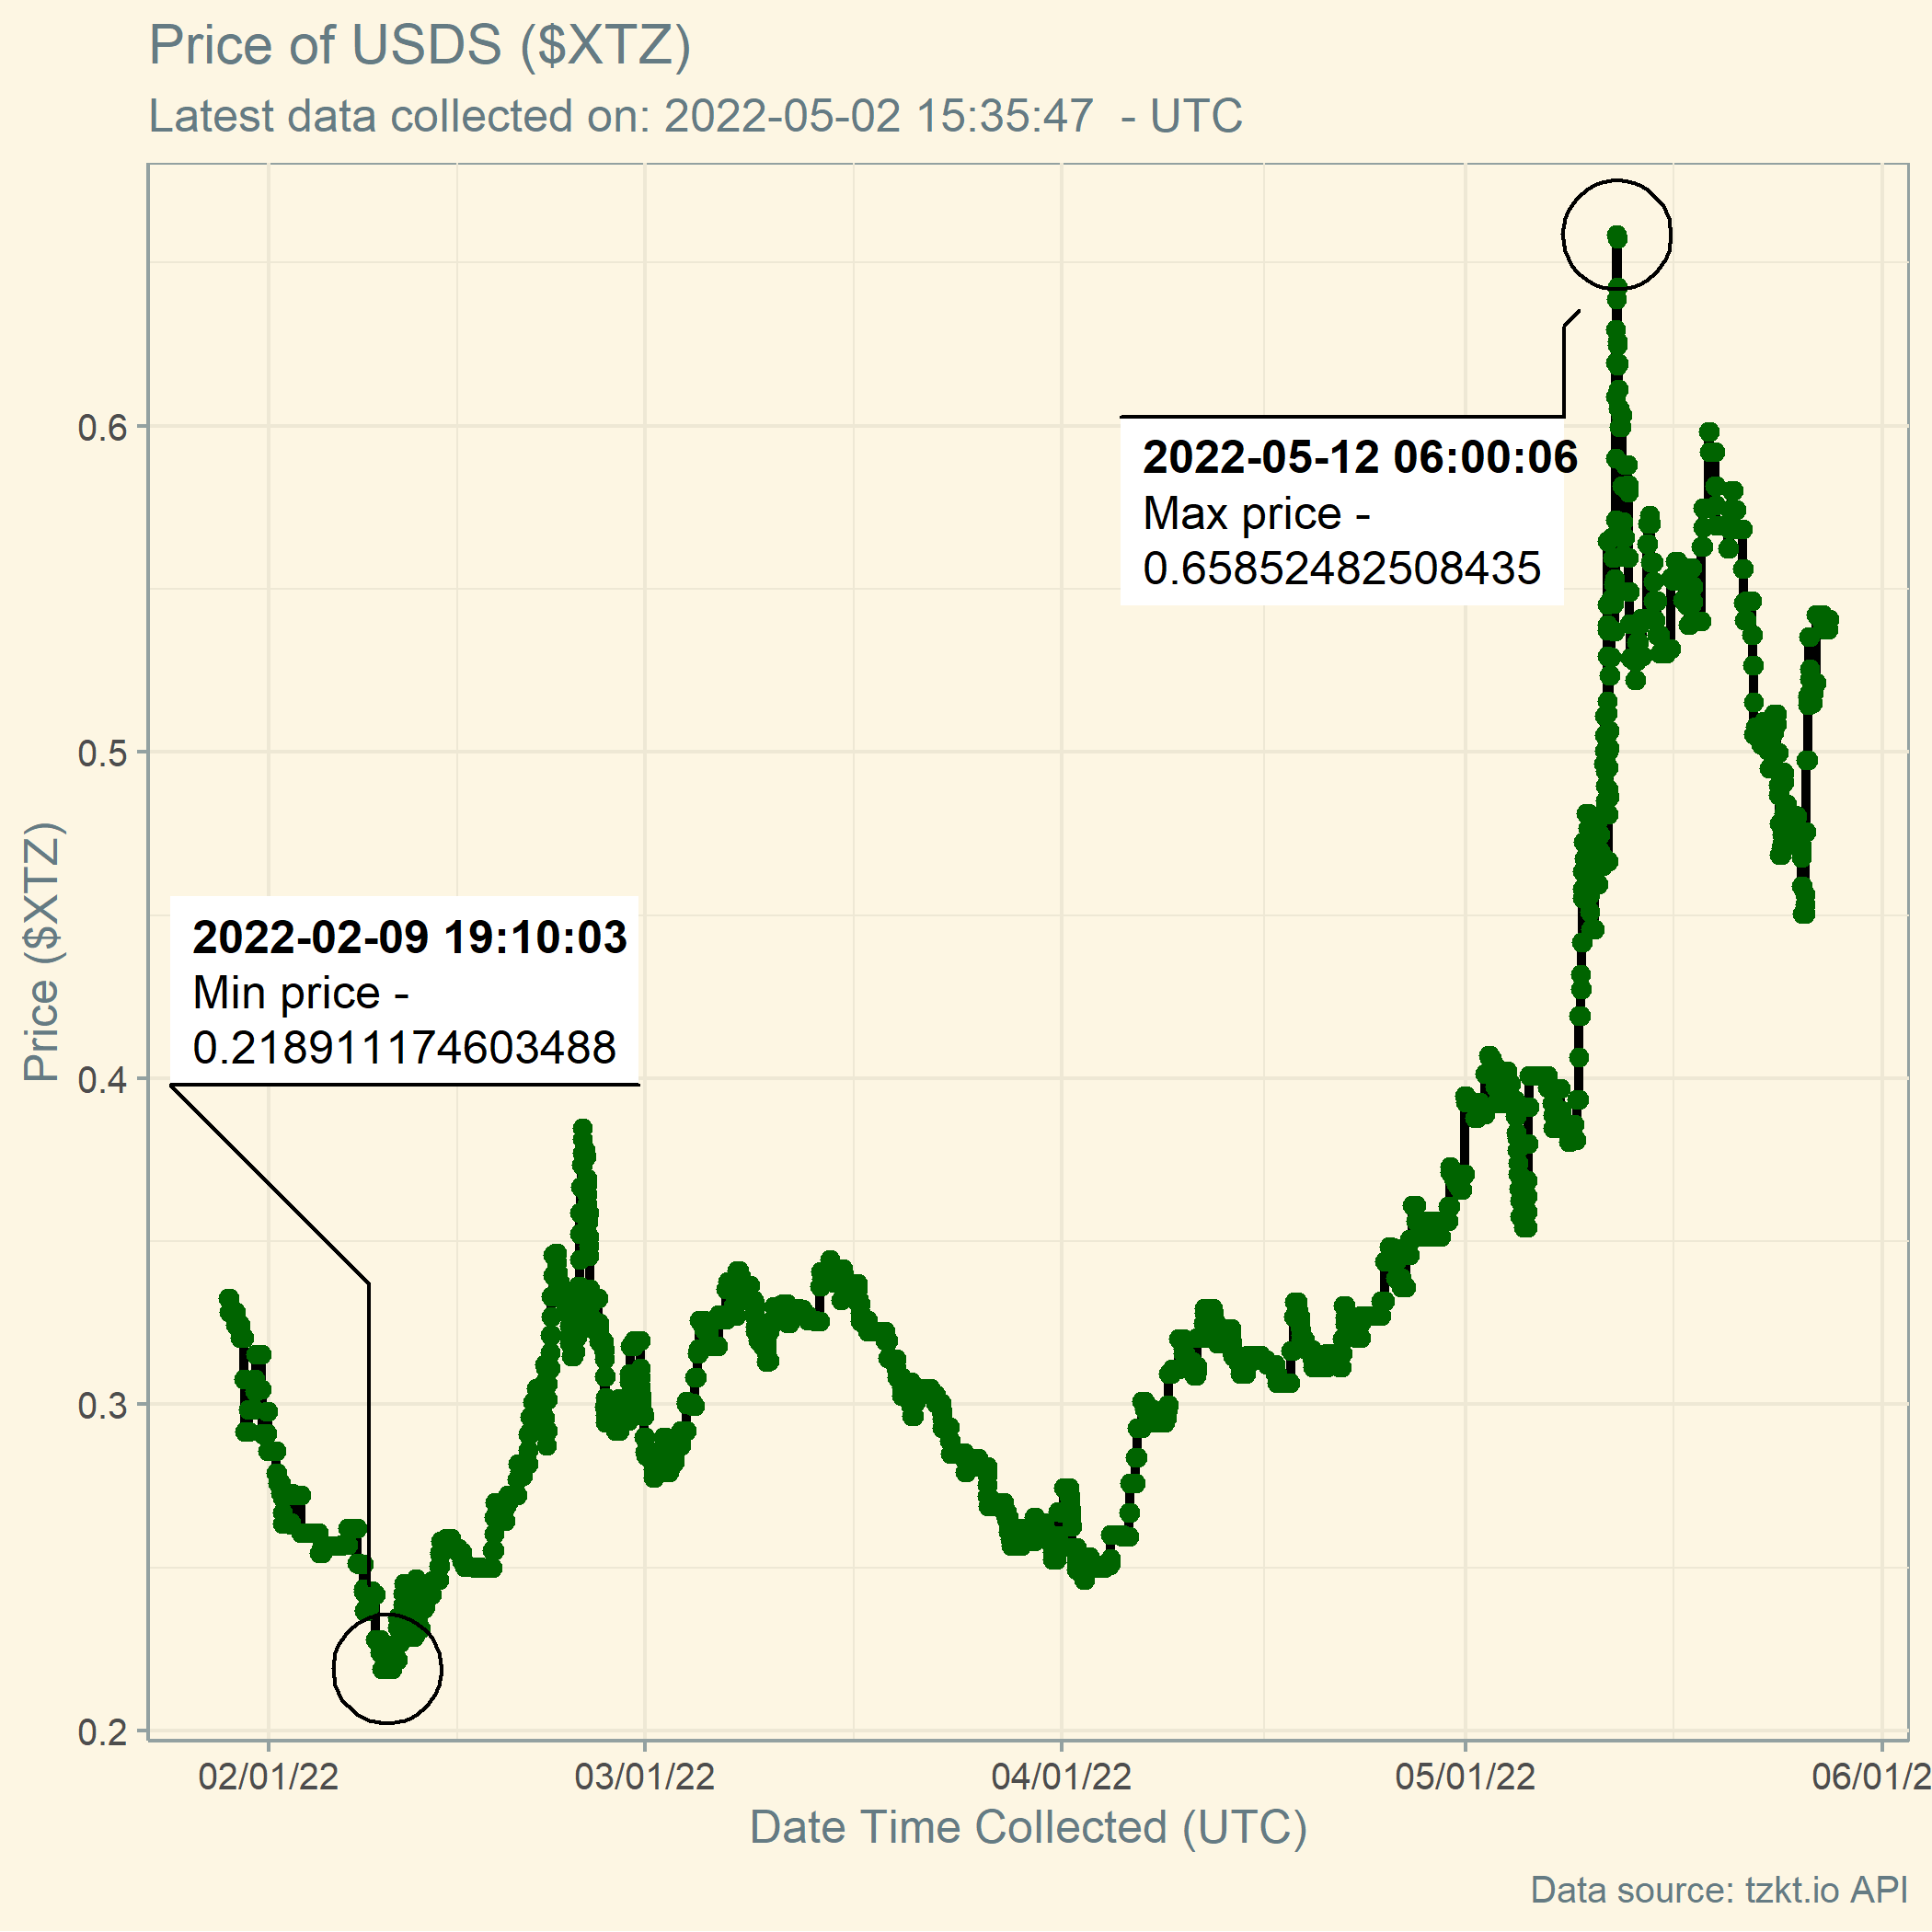 Price of USDS ($XTZ)
Latest data collected on: 2022-05-02 15:35:47  - UTC
0.6
2022-05-12 06:00:06
Max price -
0.65852482508435
0.5
2022-02-09 19:10:03
Min price -
0.218911174603488
Price ($XTZ)
0.4
0.3
0.2
02/01/22 03/01/22 04/01/22 05/01/22 06/01/2
Date Time Collected (UTC)
Data source: tzkt.io API